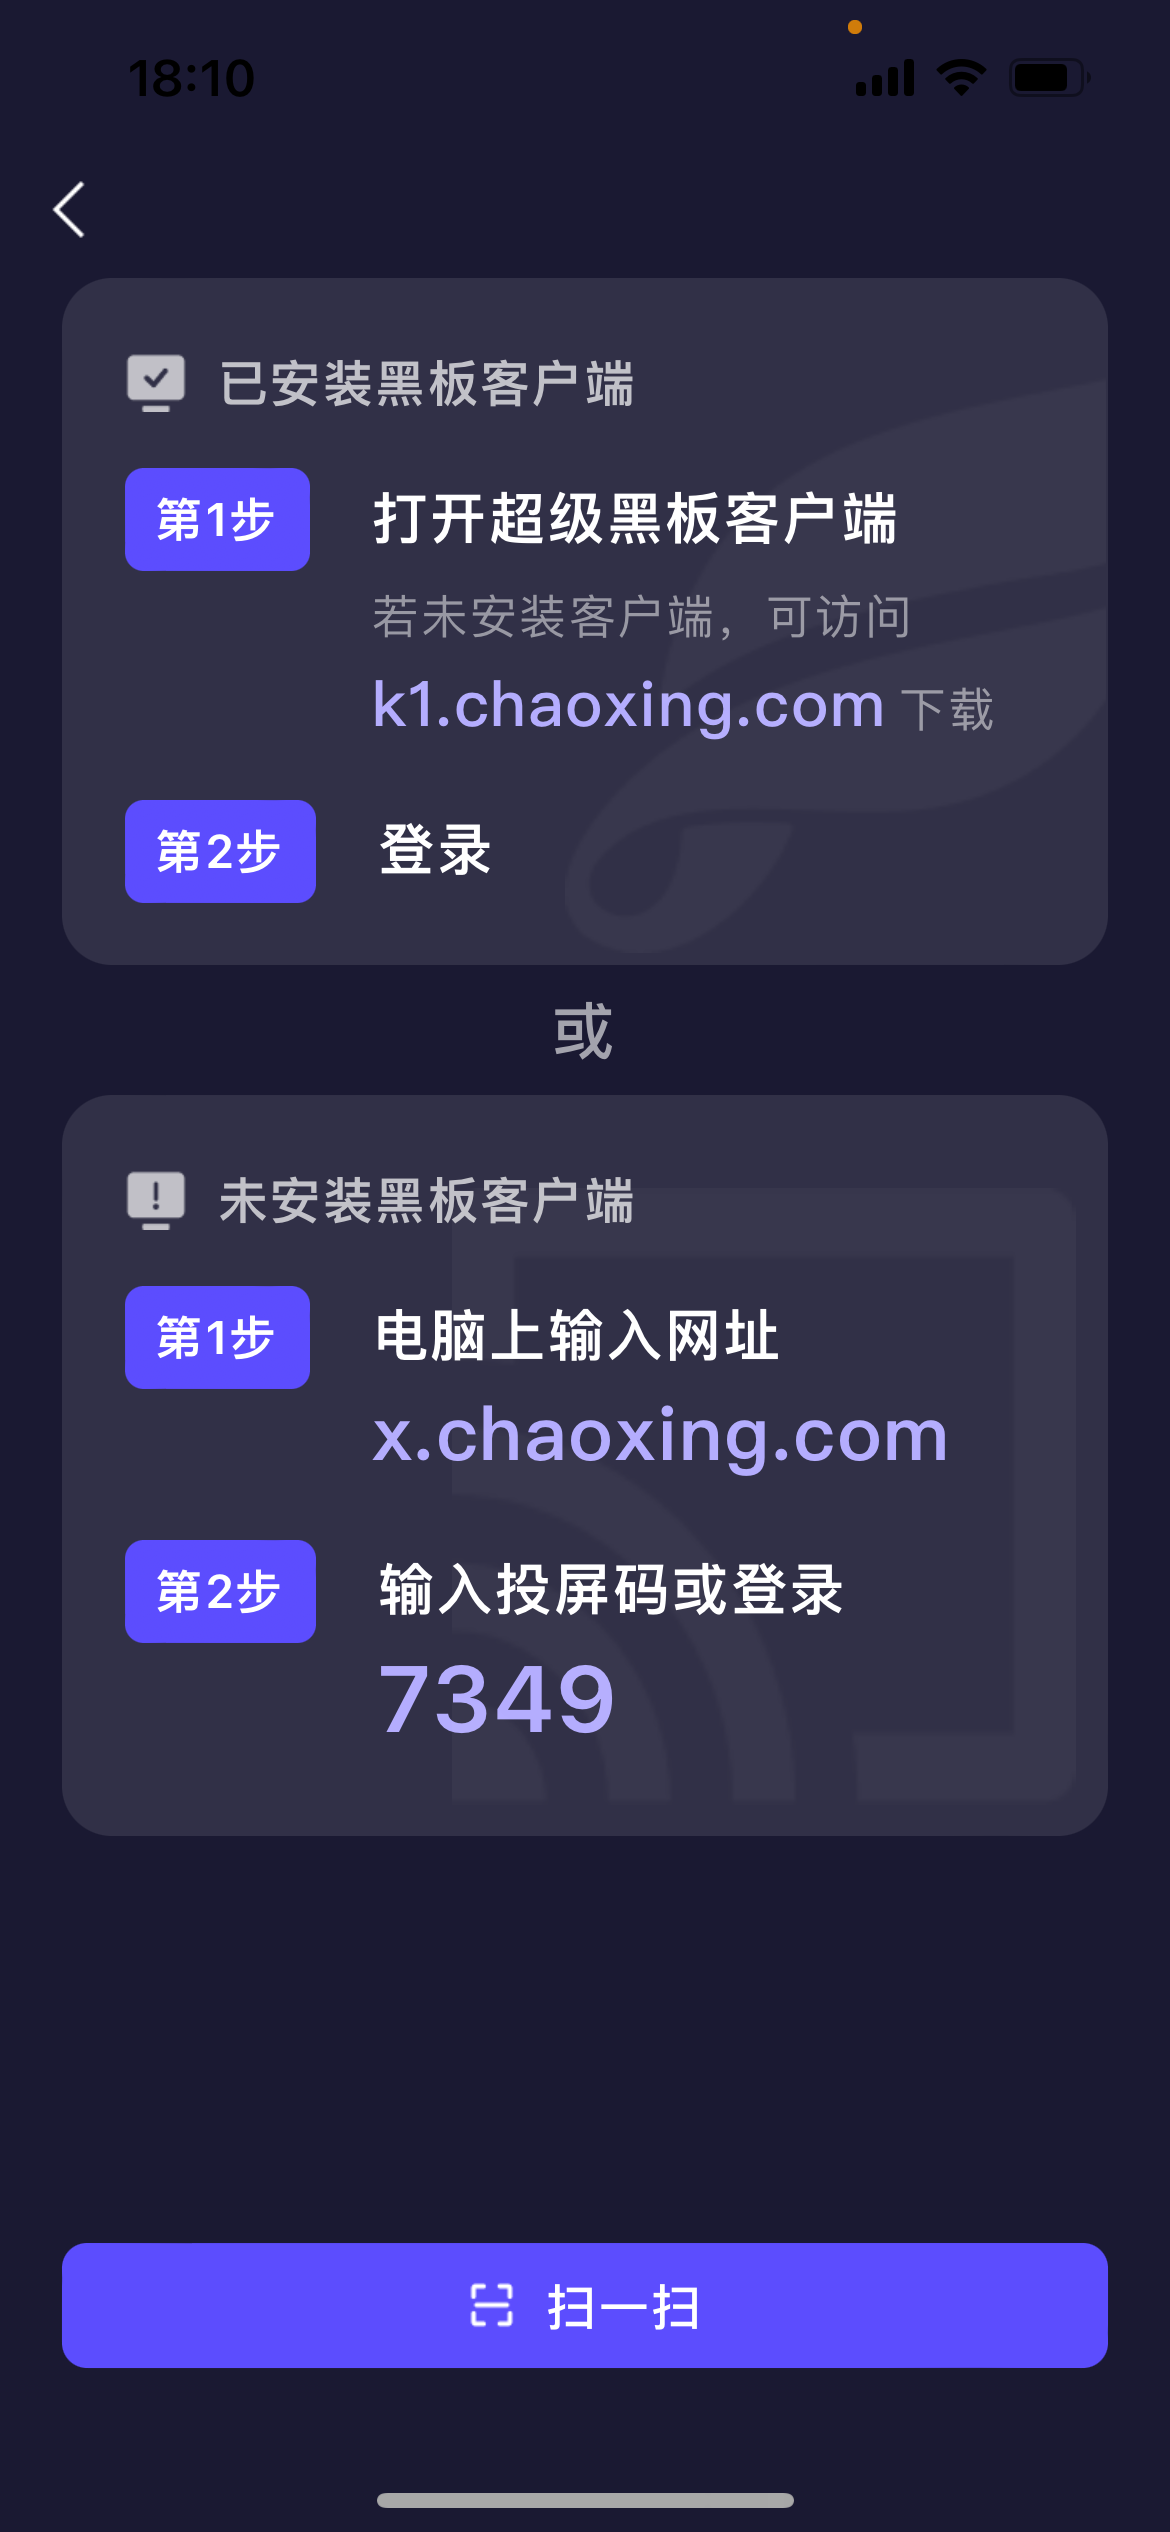 18:10
已安装黑板客户端
第1步
打开超级黑板客户端
若未安装客户端，可访问
k1.chaoxing.com 下载
第2步
登录
或
未安装黑板客户端
第1步
电脑上输入网址
x.chaoxing.com
第2步
输入投屏码或登录
7349
扫一扫